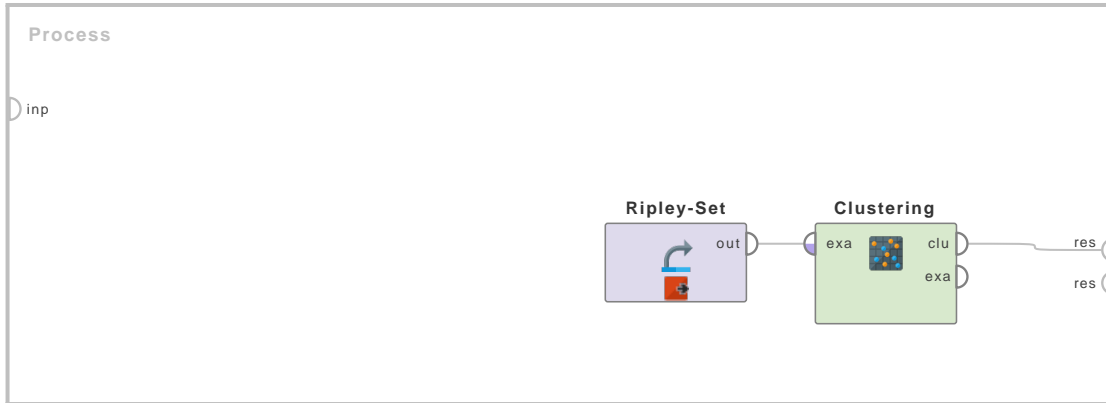 Process
inp
Ripley-Set
Clustering
out
exa
clu
res
exa
res